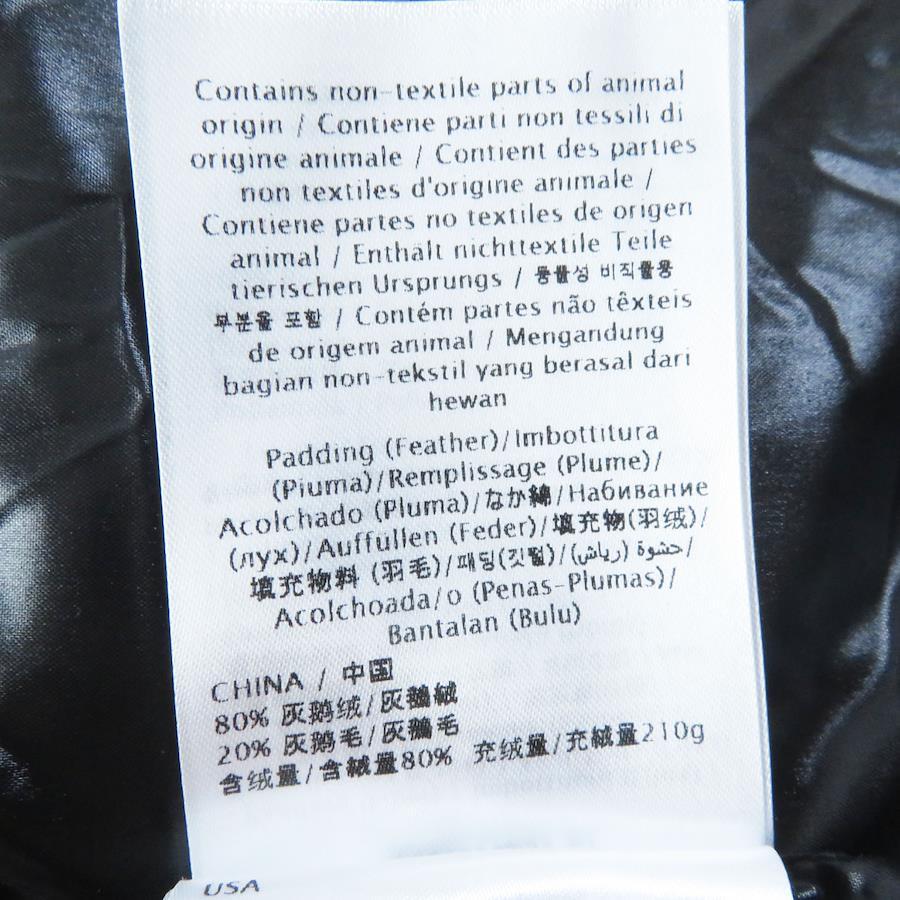 Contains non-textile parts of animal
origin / Contiene parti non tessili di
origine animale / Contient des parties
non textiles d'origine animale /
Contiene partes no textiles de origen
animal / Enthält nichttextile Teile
tierischen Ursprungs / 동물성 비직물용
부분을 포함 / Contém partes não têxteis
de origem animal / Mengandung
bagian non-tekstil yang berasal dari
hewan
Padding (Feather)/Imbottitura
(Piuma)/Remplissage (Plume)/
Acolchado (Pluma)/なか綿/Набивание
(лух)/Auffüllen (Feder)/填充物(羽绒)/
填充物料 (羽毛)/패딩(깃털)/(رياش) حشوة/
Acolchoada/o (Penas-Plumas)/
Bantalan (Bulu)
CHINA / 中国
80% 灰鹅绒/灰鵝絨
20% 灰鹅毛/灰鵝毛
含绒量/含絨量80% 充绒量/充絨量210g
USA